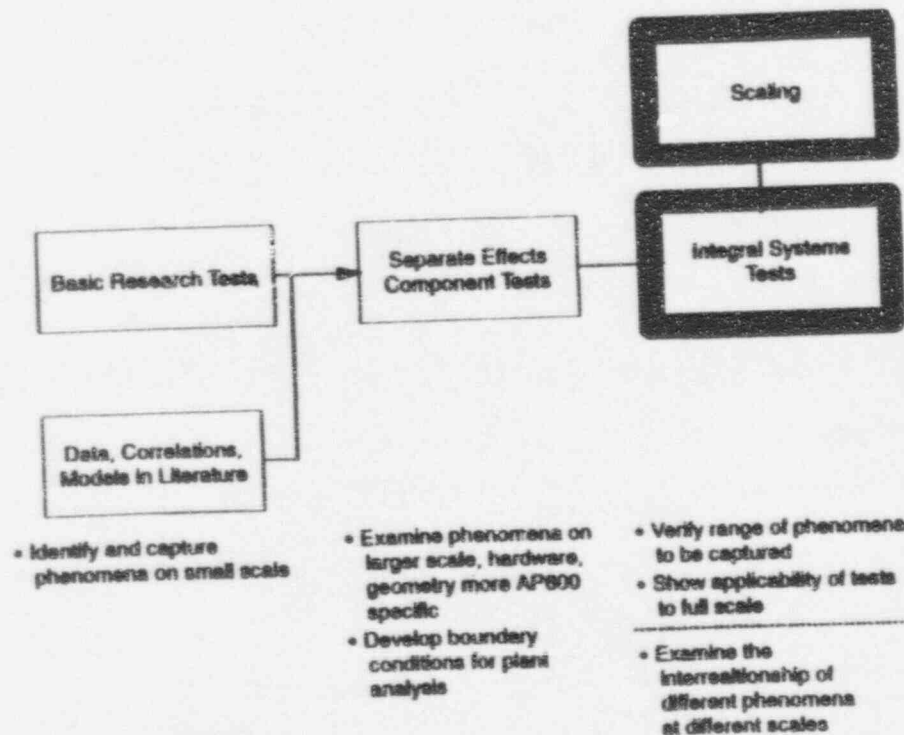 Scaling
Integral Systems
Tests
Separate Effects
Component Tests
Basic Research Tests
Data, Correlations,
Models in Literature
• Identify and capture
phenomena on small scale
• Examine phenomena on
larger scale, hardware,
geometry more AP600
specific
• Develop boundary
conditions for plant
analysis
• Verify range of phenomena
to be captured
• Show applicability of tests
to full scale
• Examine the
interrealtionship of
different phenomena
at different scales